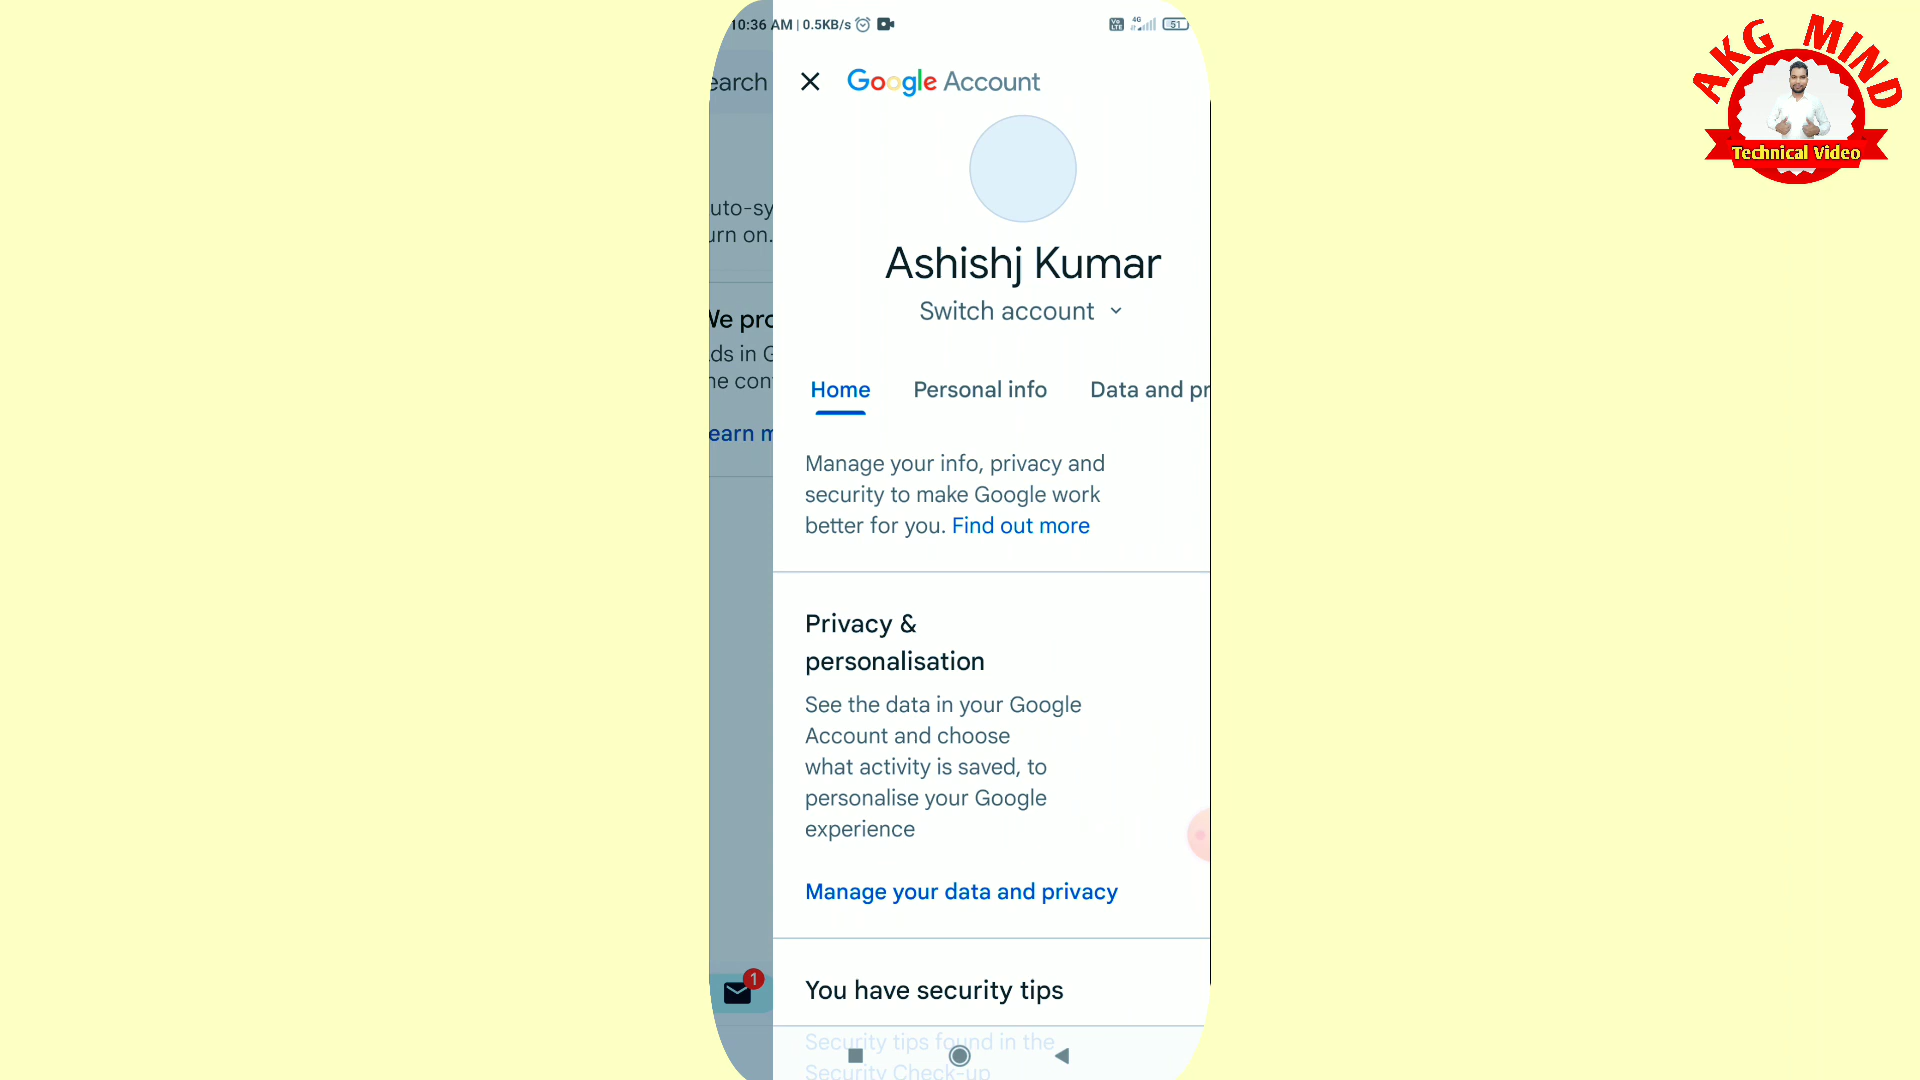 10:36 AM | 0.5KB/s
Vo LTE 4G 51
AKG MIND
Technical Video
earch
Google Account
Ashishj Kumar
Switch account
uto-sy
urn on.
We pro
ds in G
he con
earn m
Home Personal info Data and pr
Manage your info, privacy and
security to make Google work
better for you. Find out more
Privacy &
personalisation
See the data in your Google
Account and choose
what activity is saved, to
personalise your Google
experience
Manage your data and privacy
1
You have security tips
Security tips found in the
Security Check-up